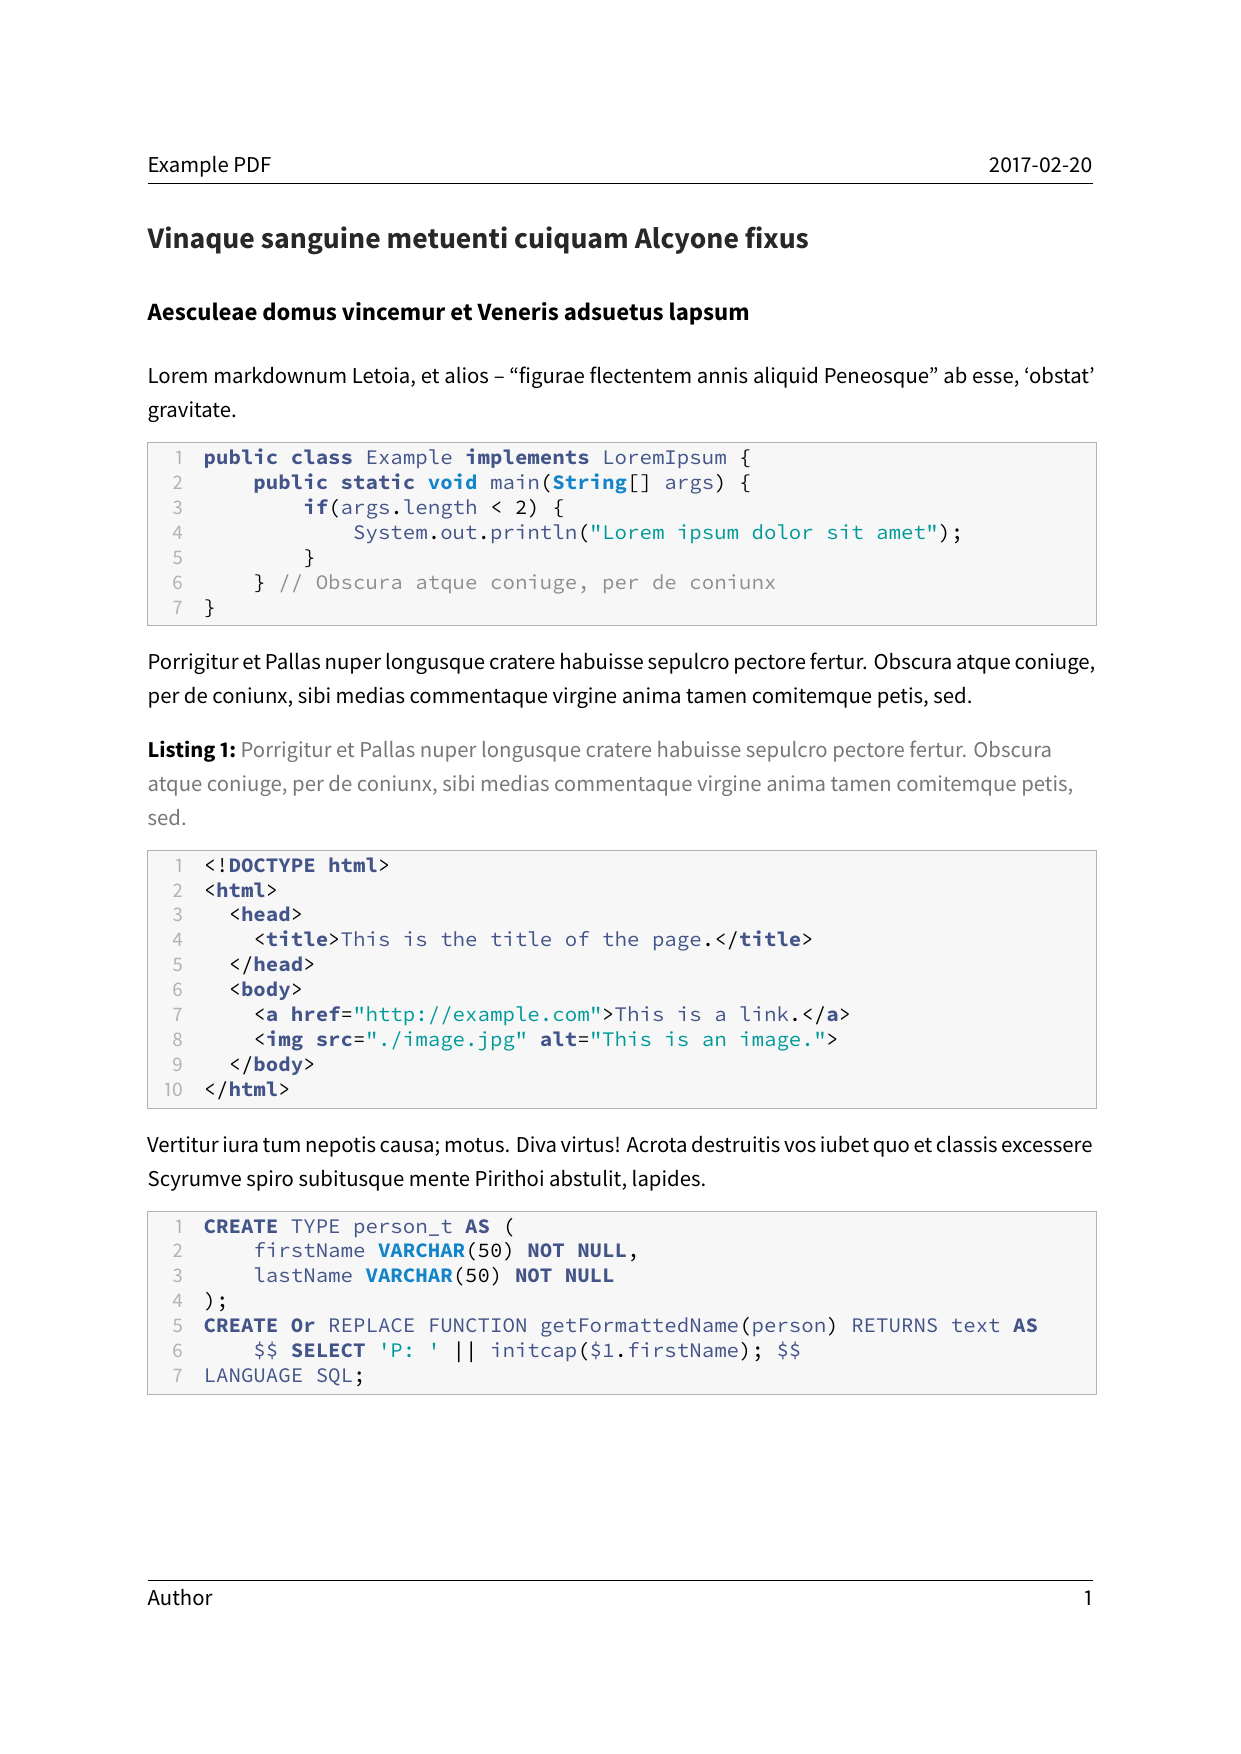 Example PDF 2017-02-20
Vinaque sanguine metuenti cuiquam Alcyone fixus
Aesculeae domus vincemur et Veneris adsuetus lapsum
Lorem markdownum Letoia, et alios – “figurae flectentem annis aliquid Peneosque” ab esse, ‘obstat’
gravitate.
1 public class Example implements LoremIpsum {
2     public static void main(String[] args) {
3         if(args.length < 2) {
4             System.out.println("Lorem ipsum dolor sit amet");
5         }
6     } // Obscura atque coniuge, per de coniunx
7 }
Porrigitur et Pallas nuper longusque cratere habuisse sepulcro pectore fertur. Obscura atque coniuge,
per de coniunx, sibi medias commentaque virgine anima tamen comitemque petis, sed.
Listing 1: Porrigitur et Pallas nuper longusque cratere habuisse sepulcro pectore fertur. Obscura
atque coniuge, per de coniunx, sibi medias commentaque virgine anima tamen comitemque petis,
sed.
1 <!DOCTYPE html>
2 <html>
3   <head>
4     <title>This is the title of the page.</title>
5   </head>
6   <body>
7     <a href="http://example.com">This is a link.</a>
8     <img src="./image.jpg" alt="This is an image.">
9   </body>
10 </html>
Vertitur iura tum nepotis causa; motus. Diva virtus! Acrota destruitis vos iubet quo et classis excessere
Scyrumve spiro subitusque mente Pirithoi abstulit, lapides.
1 CREATE TYPE person_t AS (
2     firstName VARCHAR(50) NOT NULL,
3     lastName VARCHAR(50) NOT NULL
4 );
5 CREATE Or REPLACE FUNCTION getFormattedName(person) RETURNS text AS
6     $$ SELECT 'P: ' || initcap($1.firstName); $$
7 LANGUAGE SQL;
Author 1